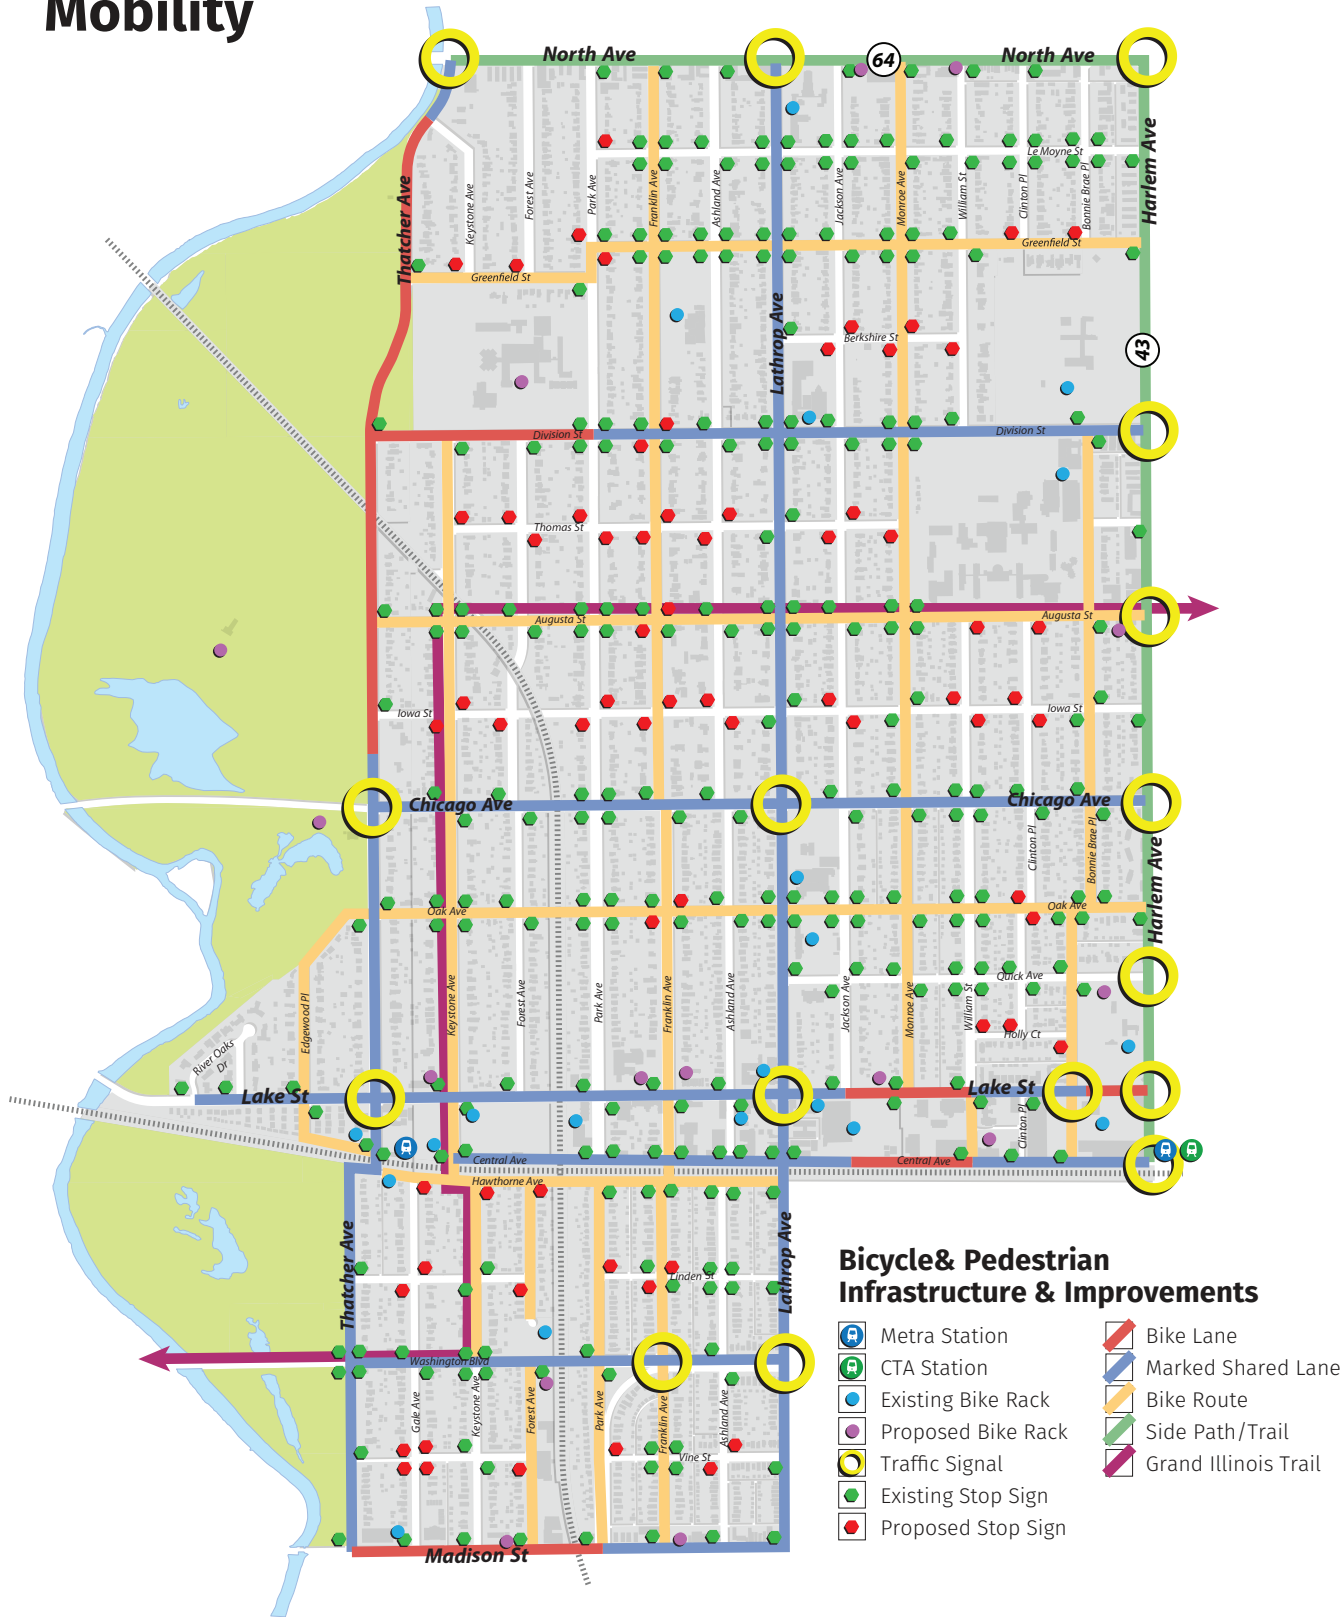 Mobility
North Ave
64
North Ave
Le Moyne St
Harlem Ave
Thatcher Ave
Keystone Ave
Forest Ave
Park Ave
Franklin Ave
Ashland Ave
Jackson Ave
Monroe Ave
William St
Clinton Pl
Bonnie Brae Pl
Greenfield St
Greenfield St
Lathrop Ave
Berkshire St
43
Division St
Division St
Thomas St
Augusta St
Augusta St
Iowa St
Iowa St
Chicago Ave
Chicago Ave
Clinton Pl
Bonnie Brae Pl
Harlem Ave
Oak Ave
Oak Ave
Edgewood Pl
Keystone Ave
Forest Ave
Park Ave
Franklin Ave
Ashland Ave
Jackson Ave
Monroe Ave
William St
Quick Ave
Holly Ct
River Oaks
Dr
Lake St
Lake St
Clinton Pl
Central Ave
Central Ave
Hawthorne Ave
Thatcher Ave
Lathrop Ave
Linden St
Washington Blvd
Gale Ave
Keystone Ave
Forest Ave
Park Ave
Franklin Ave
Ashland Ave
Vine St
Madison St
Bicycle& Pedestrian
Infrastructure & Improvements
Metra Station
CTA Station
Existing Bike Rack
Proposed Bike Rack
Traffic Signal
Existing Stop Sign
Proposed Stop Sign
Bike Lane
Marked Shared Lane
Bike Route
Side Path/Trail
Grand Illinois Trail